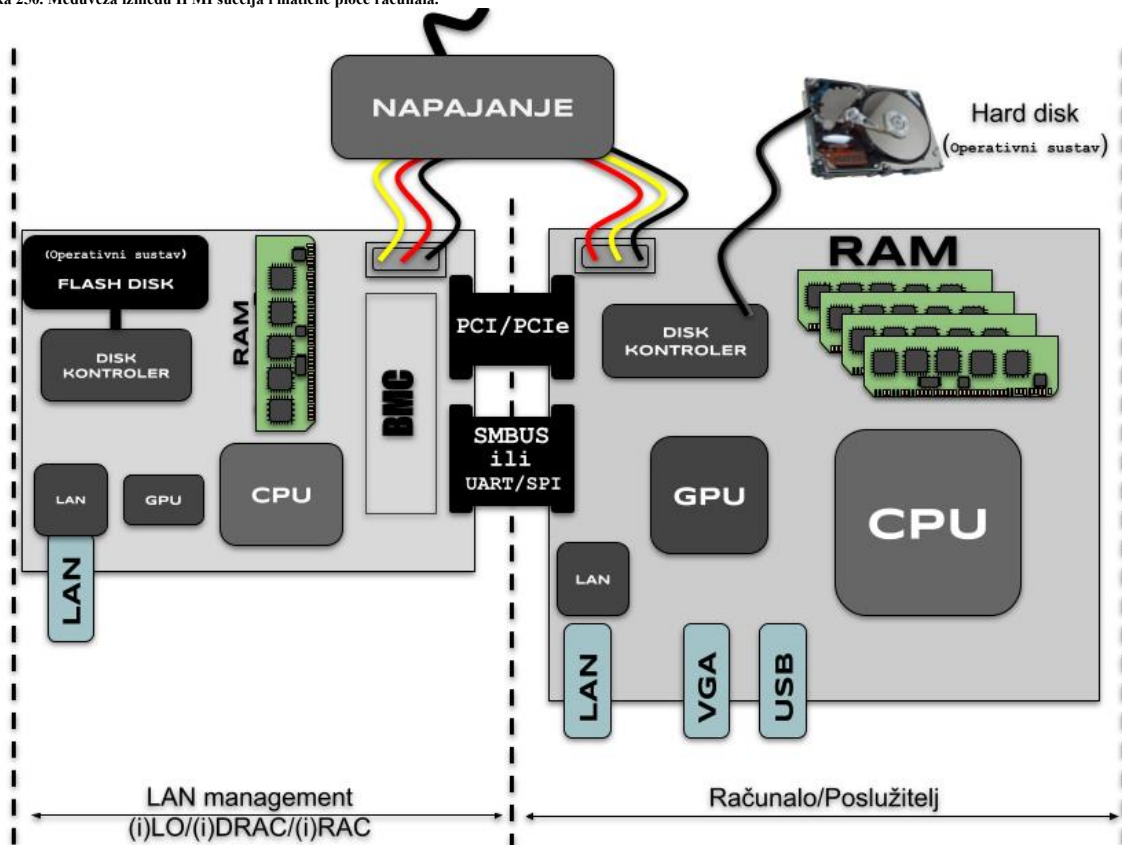 256. Međuveza između IPMI sučelja i matične ploče računala.
NAPAJANJE
Hard disk
(Operativni sustav)
(Operativni sustav)
FLASH DISK
DISK
KONTROLER
RAM
BMC
LAN
GPU
CPU
LAN
PCI/PCIe
SMBUS
ili
UART/SPI
RAM
DISK
KONTROLER
GPU
CPU
LAN
LAN
VGA
USB
LAN management
(i)LO/(i)DRAC/(i)RAC
Računalo/Poslužitelj